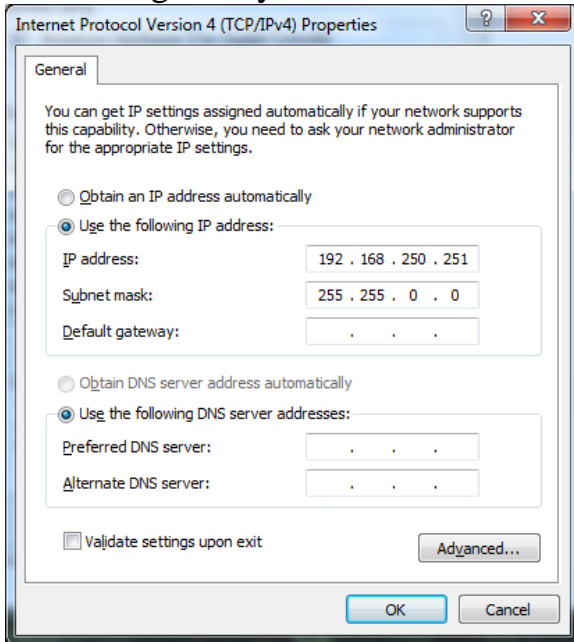 Internet Protocol Version 4 (TCP/IPv4) Properties
General
You can get IP settings assigned automatically if your network supports
this capability. Otherwise, you need to ask your network administrator
for the appropriate IP settings.
Obtain an IP address automatically
Use the following IP address:
IP address: 192 . 168 . 250 . 251
Subnet mask: 255 . 255 . 0 . 0
Default gateway: . . .
Obtain DNS server address automatically
Use the following DNS server addresses:
Preferred DNS server: . . .
Alternate DNS server: . . .
Validate settings upon exit
Advanced...
OK Cancel